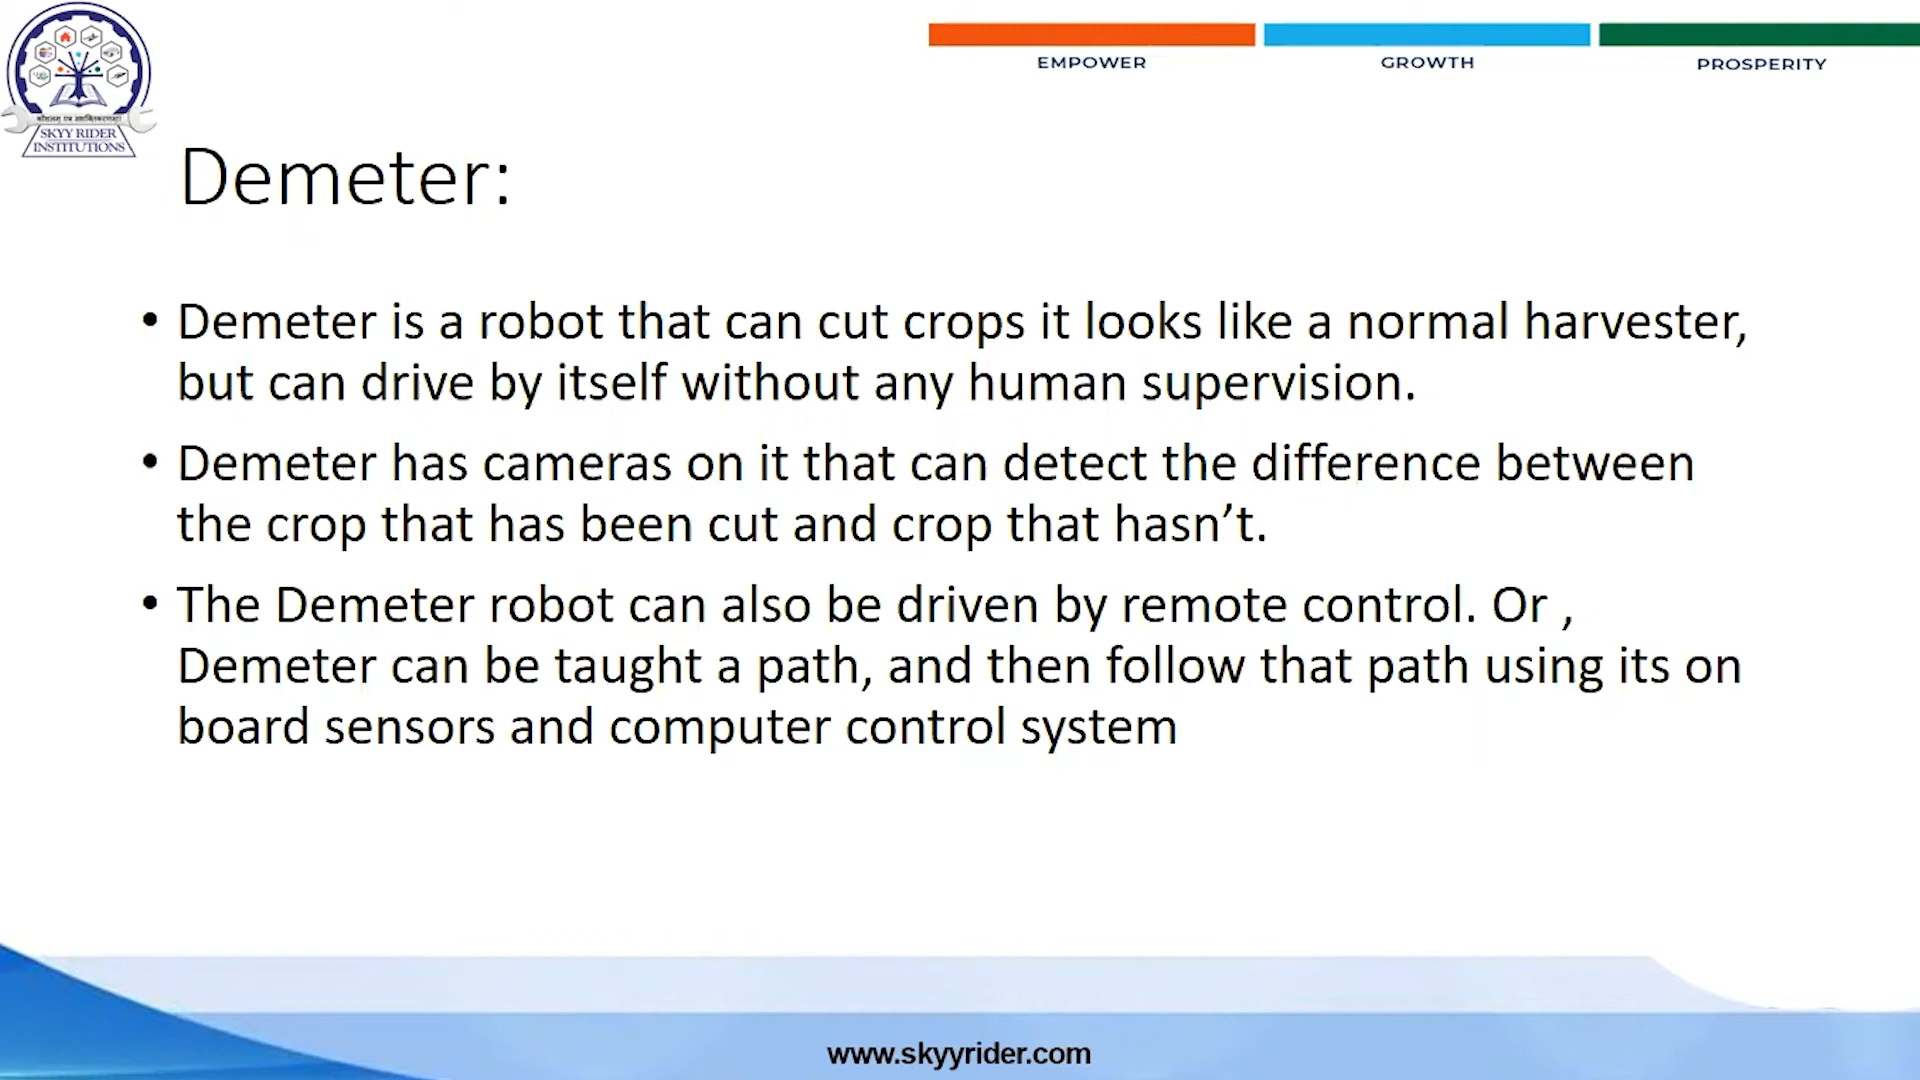 EMPOWER
GROWTH
PROSPERITY
SKYY RIDER
INSTITUTIONS
Demeter:
• Demeter is a robot that can cut crops it looks like a normal harvester,
but can drive by itself without any human supervision.
• Demeter has cameras on it that can detect the difference between
the crop that has been cut and crop that hasn’t.
• The Demeter robot can also be driven by remote control. Or ,
Demeter can be taught a path, and then follow that path using its on
board sensors and computer control system
www.skyyrider.com